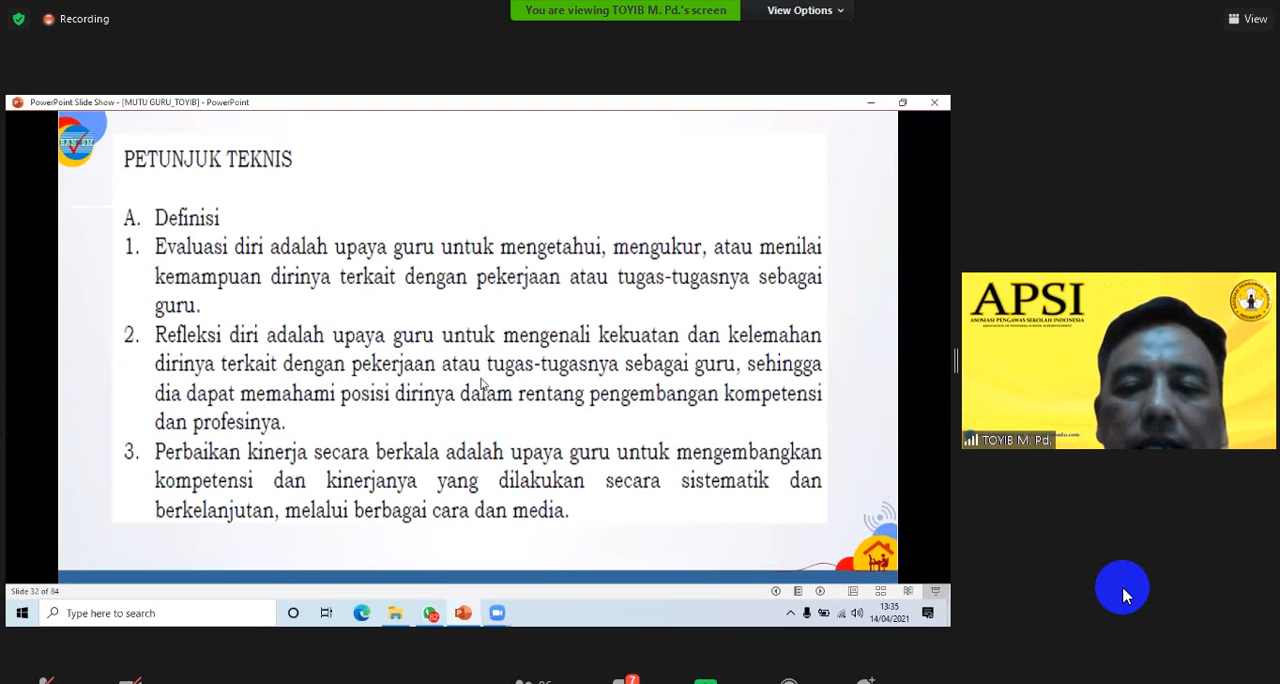 Recording
You are viewing TOYIB M. Pd.'s screen
View Options
View
PowerPoint Slide Show - [MUTU GURU_TOYIB] - PowerPoint
PETUNJUK TEKNIS
A. Definisi
1. Evaluasi diri adalah upaya guru untuk mengetahui, mengukur, atau menilai
kemampuan dirinya terkait dengan pekerjaan atau tugas-tugasnya sebagai
guru.
2. Refleksi diri adalah upaya guru untuk mengenali kekuatan dan kelemahan
dirinya terkait dengan pekerjaan atau tugas-tugasnya sebagai guru, sehingga
dia dapat memahami posisi dirinya dalam rentang pengembangan kompetensi
dan profesinya.
3. Perbaikan kinerja secara berkala adalah upaya guru untuk mengembangkan
kompetensi dan kinerjanya yang dilakukan secara sistematik dan
berkelanjutan, melalui berbagai cara dan media.
APSI
ASOSIASI PENGAWAS SEKOLAH INDONESIA
TOYIB M. Pd.
Slide 32 of 84
Type here to search
13:35
14/04/2021
7